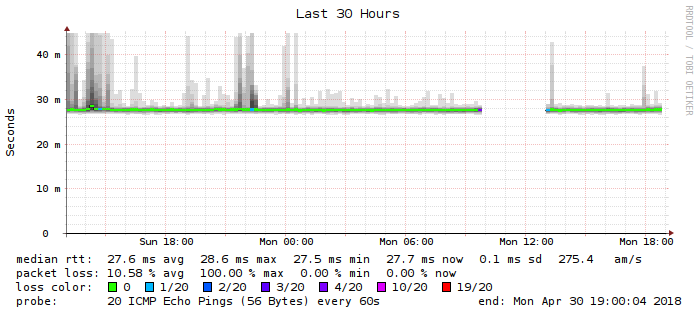 Last 30 Hours
RRDTOOL / TOBI OETIKER
Seconds
40 m
30 m
20 m
10 m
0
Sun 18:00 Mon 00:00 Mon 06:00 Mon 12:00 Mon 18:00
median rtt: 27.6 ms avg 28.6 ms max 27.5 ms min 27.7 ms now 0.1 ms sd 275.4 am/s
packet loss: 10.58 % avg 100.00 % max 0.00 % min 0.00 % now
loss color: 0 1/20 2/20 3/20 4/20 10/20 19/20
probe: 20 ICMP Echo Pings (56 Bytes) every 60s end: Mon Apr 30 19:00:04 2018